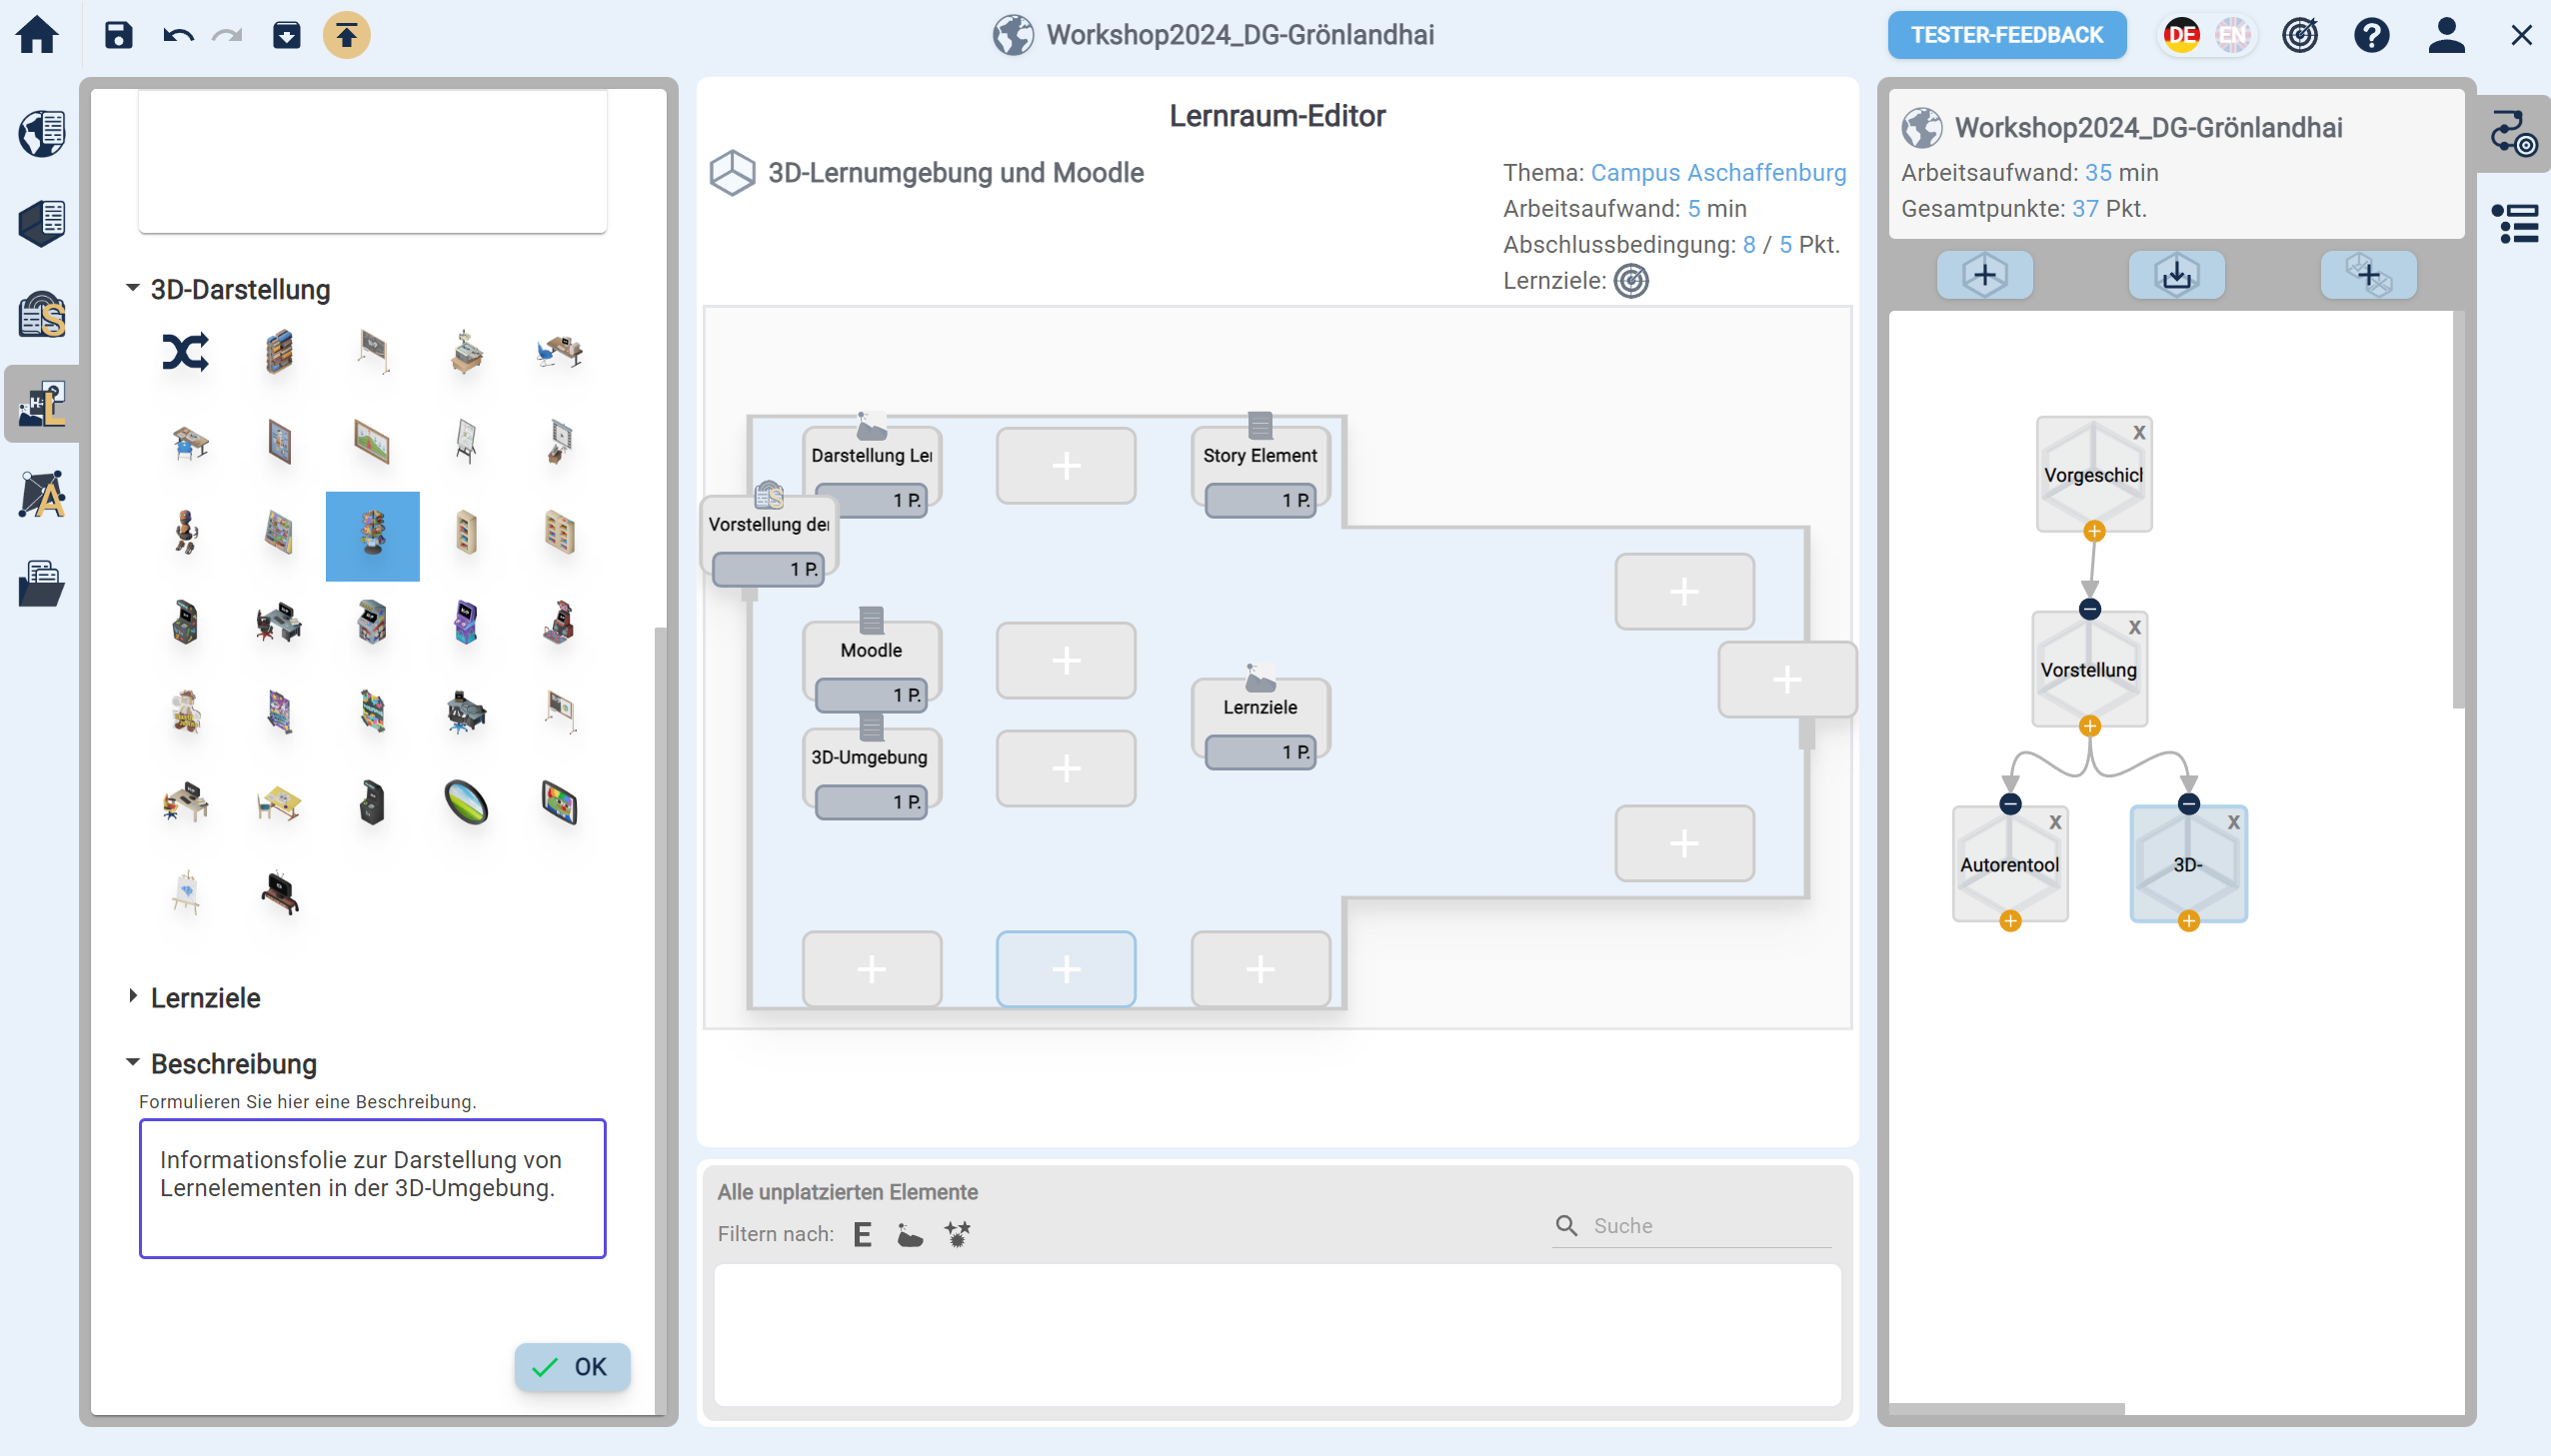 Workshop2024_DG-Grönlandhai
TESTER-FEEDBACK
DE
EN
3D-Darstellung
Lernziele
Beschreibung
Formulieren Sie hier eine Beschreibung.
Informationsfolie zur Darstellung von
Lernelementen in der 3D-Umgebung.
OK
Lernraum-Editor
3D-Lernumgebung und Moodle
Thema: Campus Aschaffenburg
Arbeitsaufwand: 5 min
Abschlussbedingung: 8 / 5 Pkt.
Lernziele:
Darstellung Ler
1 P.
Story Element
1 P.
Vorstellung der
1 P.
Moodle
1 P.
Lernziele
1 P.
3D-Umgebung
1 P.
Alle unplatzierten Elemente
Filtern nach: E
Suche
Workshop2024_DG-Grönlandhai
Arbeitsaufwand: 35 min
Gesamtpunkte: 37 Pkt.
X
Vorgeschicl
X
Vorstellung
X
Autorentool
X
3D-